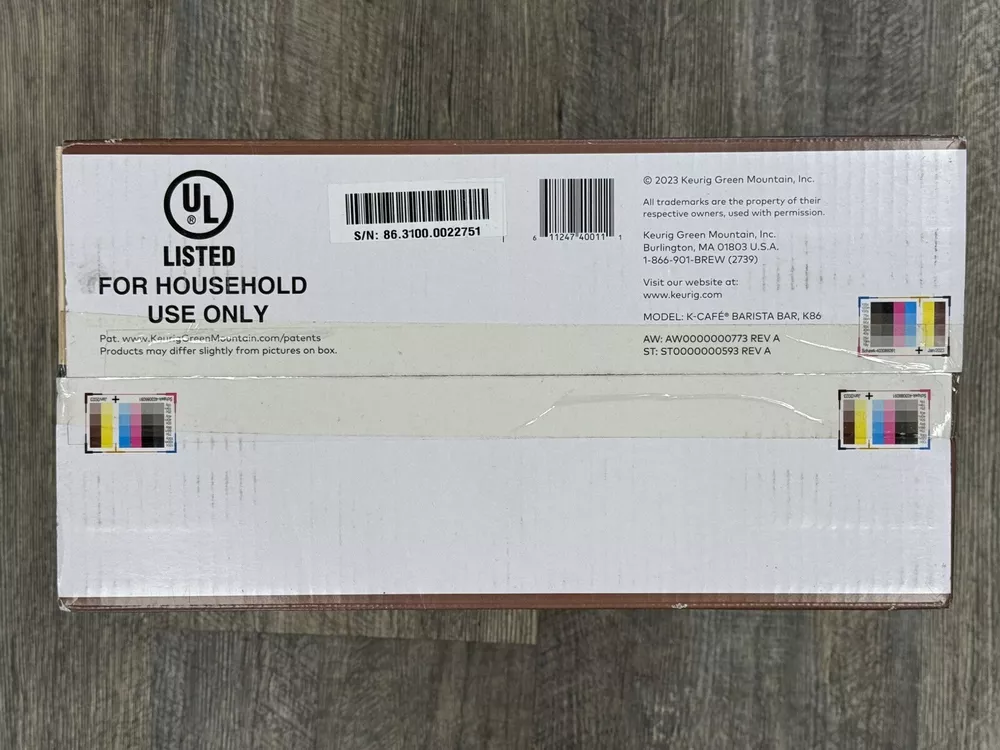 UL
®
LISTED
FOR HOUSEHOLD
USE ONLY
Pat. www.KeurigGreenMountain.com/patents
Products may differ slightly from pictures on box.
S/N: 86.3100.0022751
6 11247 40011 1
© 2023 Keurig Green Mountain, Inc.
All trademarks are the property of their
respective owners, used with permission.
Keurig Green Mountain, Inc.
Burlington, MA 01803 U.S.A.
1-866-901-BREW (2739)
Visit our website at:
www.keurig.com
MODEL: K-CAFÉ® BARISTA BAR, K86
AW: AW0000000773 REV A
ST: ST0000000593 REV A